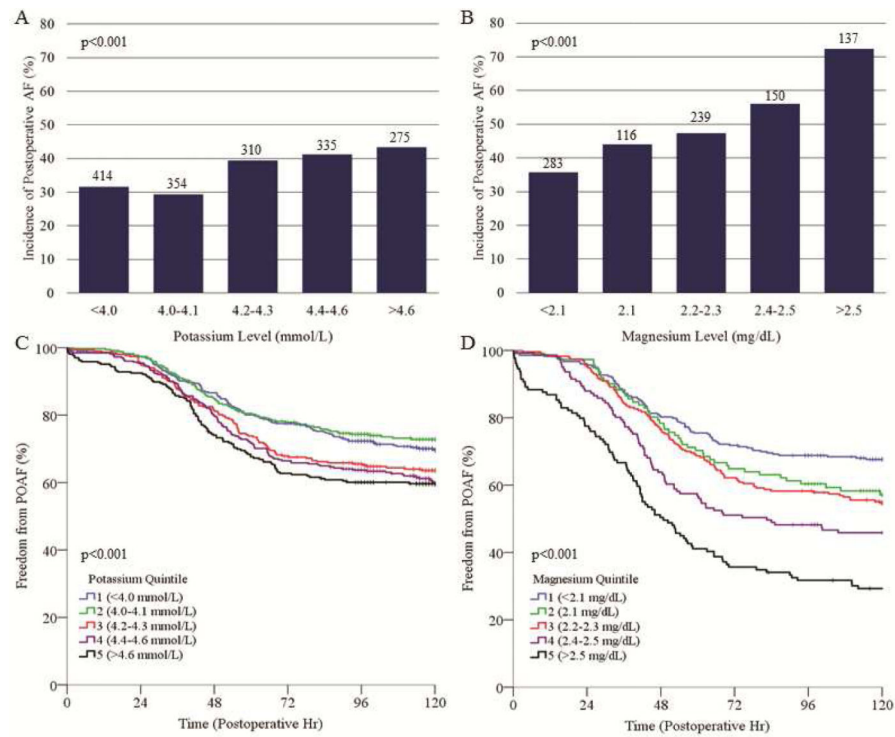 A
80
70
60
50
40
30
20
10
0
Incidence of Postoperative AF (%)
p<0.001
414
354
310
335
275
<4.0
4.0-4.1
4.2-4.3
4.4-4.6
>4.6
Potassium Level (mmol/L)
B
80
70
60
50
40
30
20
10
0
Incidence of Postoperative AF (%)
p<0.001
283
116
239
150
137
<2.1
2.1
2.2-2.3
2.4-2.5
>2.5
Magnesium Level (mg/dL)
C
100
80
60
40
20
0
Freedom from POAF (%)
p<0.001
Potassium Quintile
1 (<4.0 mmol/L)
2 (4.0-4.1 mmol/L)
3 (4.2-4.3 mmol/L)
4 (4.4-4.6 mmol/L)
5 (>4.6 mmol/L)
0
24
48
72
96
120
Time (Postoperative Hr)
D
100
80
60
40
20
0
Freedom from POAF (%)
p<0.001
Magnesium Quintile
1 (<2.1 mg/dL)
2 (2.1 mg/dL)
3 (2.2-2.3 mg/dL)
4 (2.4-2.5 mg/dL)
5 (>2.5 mg/dL)
0
24
48
72
96
120
Time (Postoperative Hr)